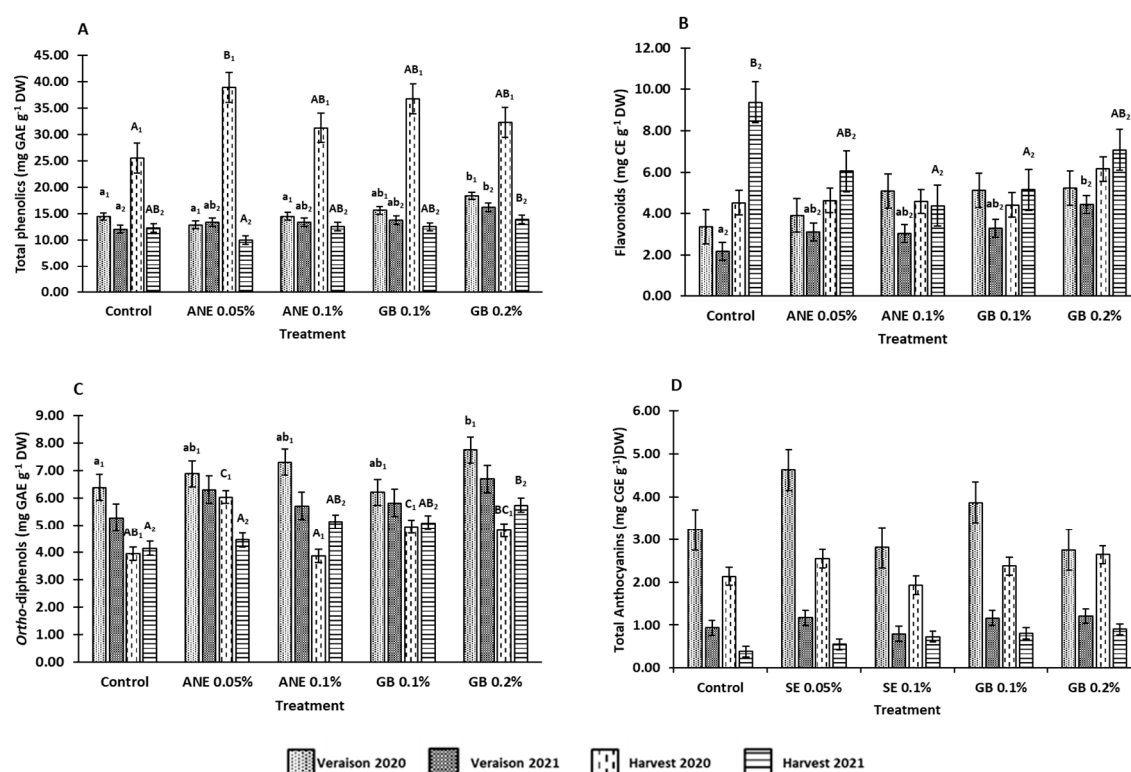 A
Total phenolics (mg GAE g⁻¹ DW)
45.00
40.00
35.00
30.00
25.00
20.00
15.00
10.00
5.00
0.00
a₁ a₂ A₁ AB₂
a₁ ab₂ B₁ A₂
a₁ ab₂ AB₁ AB₂
ab₁ ab₂ AB₁ AB₂
b₁ b₂ AB₁ B₂
Control ANE 0.05% ANE 0.1% GB 0.1% GB 0.2%
Treatment
B
Flavonoids (mg CE g⁻¹ DW)
12.00
10.00
8.00
6.00
4.00
2.00
0.00
a₂ B₂
ab₂ AB₂
ab₂ A₂
ab₂ A₂
b₂ AB₂
Control ANE 0.05% ANE 0.1% GB 0.1% GB 0.2%
Treatment
C
Ortho-diphenols (mg GAE g⁻¹ DW)
9.00
8.00
7.00
6.00
5.00
4.00
3.00
2.00
1.00
0.00
a₁ AB₁ A₂
ab₁ C₁ A₂
ab₁ A₁ AB₂
ab₁ C₁ AB₂
b₁ BC₁ B₂
Control ANE 0.05% ANE 0.1% GB 0.1% GB 0.2%
Treatment
D
Total Anthocyanins (mg CGE g⁻¹)DW)
6.00
5.00
4.00
3.00
2.00
1.00
0.00
Control SE 0.05% SE 0.1% GB 0.1% GB 0.2%
Treatment
Veraison 2020 Veraison 2021 Harvest 2020 Harvest 2021